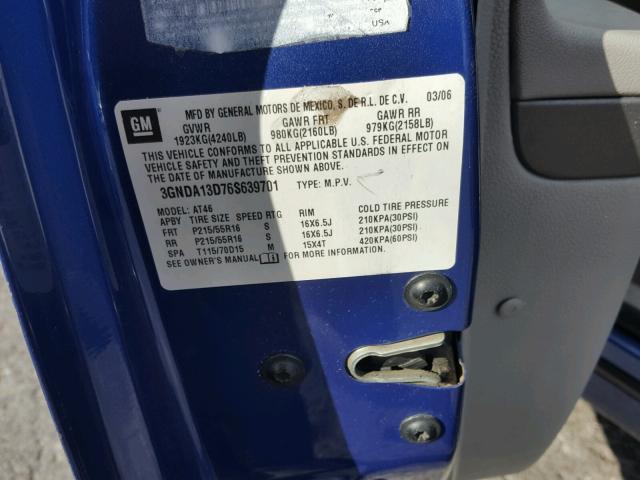 USA
GM
MFD BY GENERAL MOTORS DE MEXICO, S. DE R.L. DE C.V. 03/06
GVWR GAWR FRT GAWR RR
1923KG(4240LB) 980KG(2160LB) 979KG(2158LB)
THIS VEHICLE CONFORMS TO ALL APPLICABLE U.S. FEDERAL MOTOR
VEHICLE SAFETY AND THEFT PREVENTION STANDARDS IN EFFECT ON
THE DATE OF MANUFACTURE SHOWN ABOVE.
3GNDA13D76S639701 TYPE: M.P.V.
MODEL: AT46
APBY TIRE SIZE SPEED RTG RIM COLD TIRE PRESSURE
FRT P215/55R16 S 16X6.5J 210KPA(30PSI)
RR P215/55R16 S 16X6.5J 210KPA(30PSI)
SPA T115/70D15 M 15X4T 420KPA(60PSI)
SEE OWNER'S MANUAL